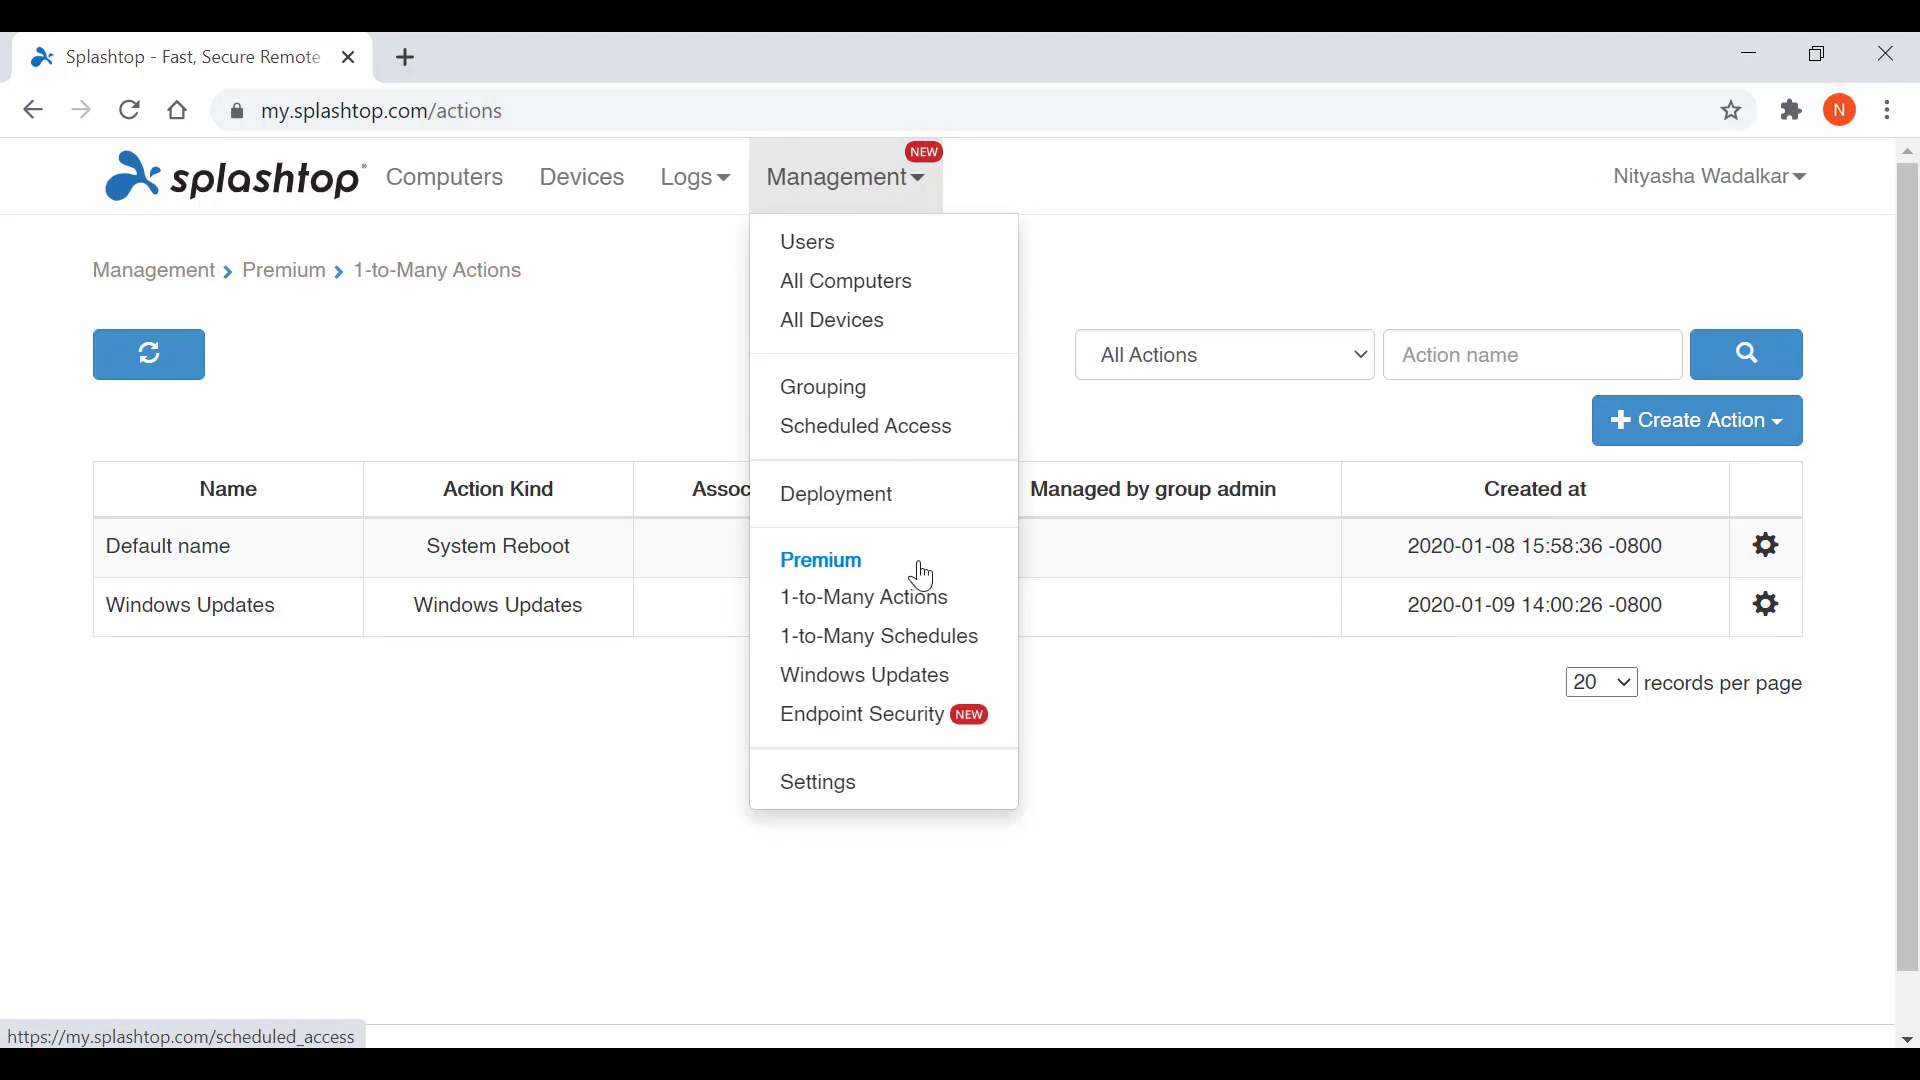 Splashtop - Fast, Secure Remote
my.splashtop.com/actions
N
splashtop®
Computers
Devices
Logs
Management
NEW
Nityasha Wadalkar
Management > Premium > 1-to-Many Actions
Users
All Computers
All Devices
Grouping
Scheduled Access
Deployment
Premium
1-to-Many Actions
1-to-Many Schedules
Windows Updates
Endpoint Security NEW
Settings
All Actions
Action name
Create Action
Name Action Kind Assoc Managed by group admin Created at
Default name System Reboot 2020-01-08 15:58:36 -0800
Windows Updates Windows Updates 2020-01-09 14:00:26 -0800
20 records per page
https://my.splashtop.com/scheduled_access